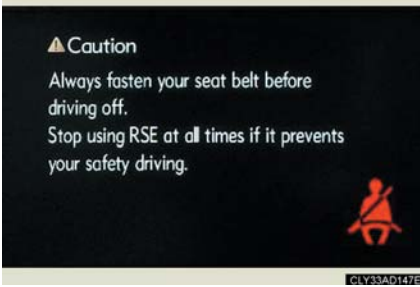 Caution
Always fasten your seat belt before
driving off.
Stop using RSE at all times if it prevents
your safety driving.
CLY33AD147E